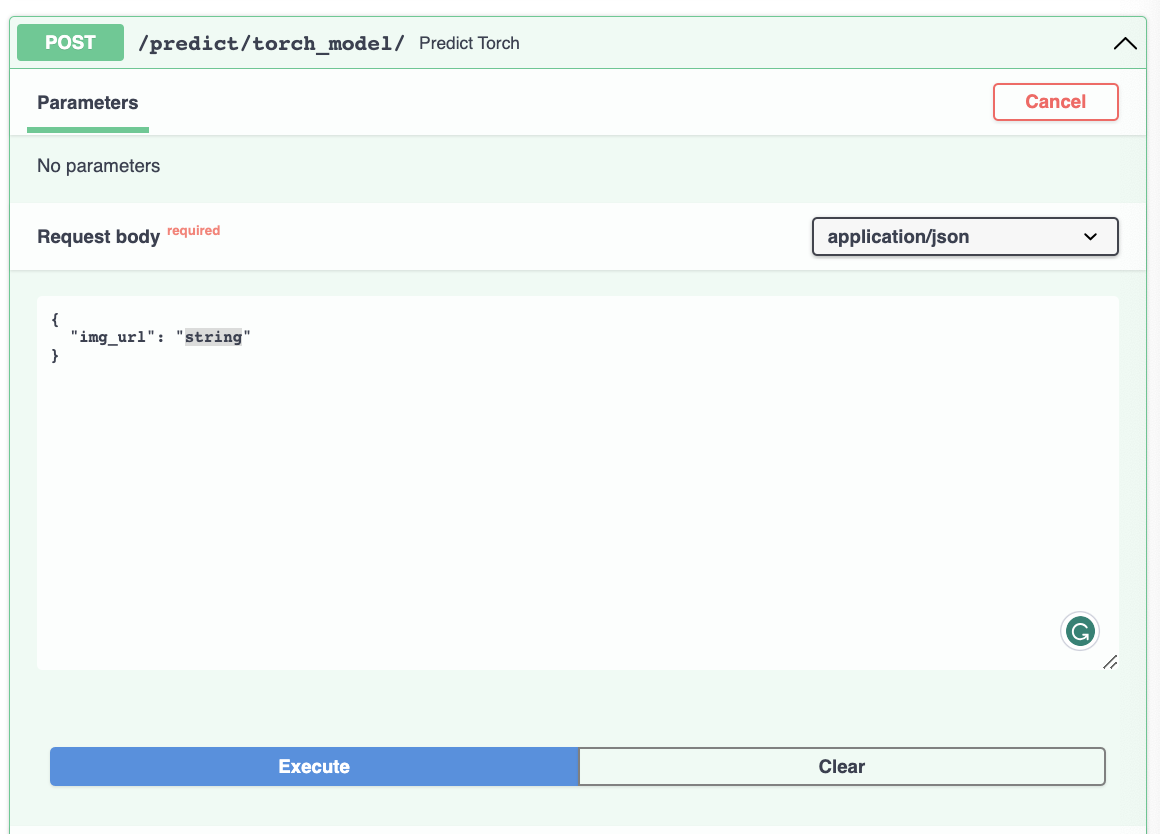 POST /predict/torch_model/ Predict Torch
Parameters Cancel
No parameters
Request body required application/json
{
"img_url": "string"
}
G
Execute Clear